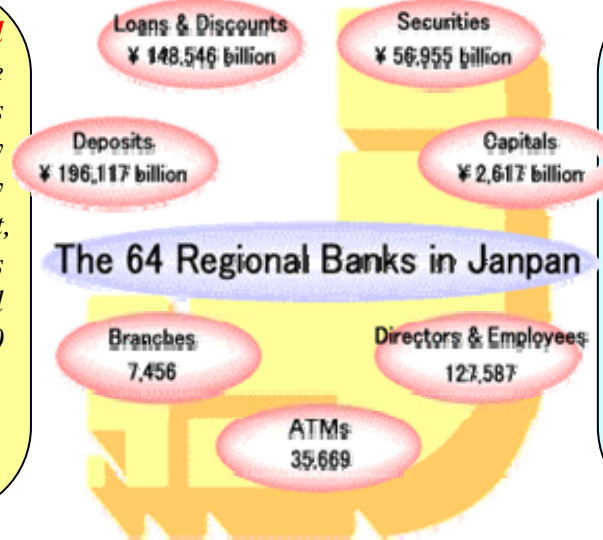 Loans & Discounts
¥ 148,546 billion
Securities
¥ 56,955 billion
Deposits
¥ 196,117 billion
Capitals
¥ 2,617 billion
The 64 Regional Banks in Janpan
Branches
7,456
Directors & Employees
127,587
ATMs
35,669